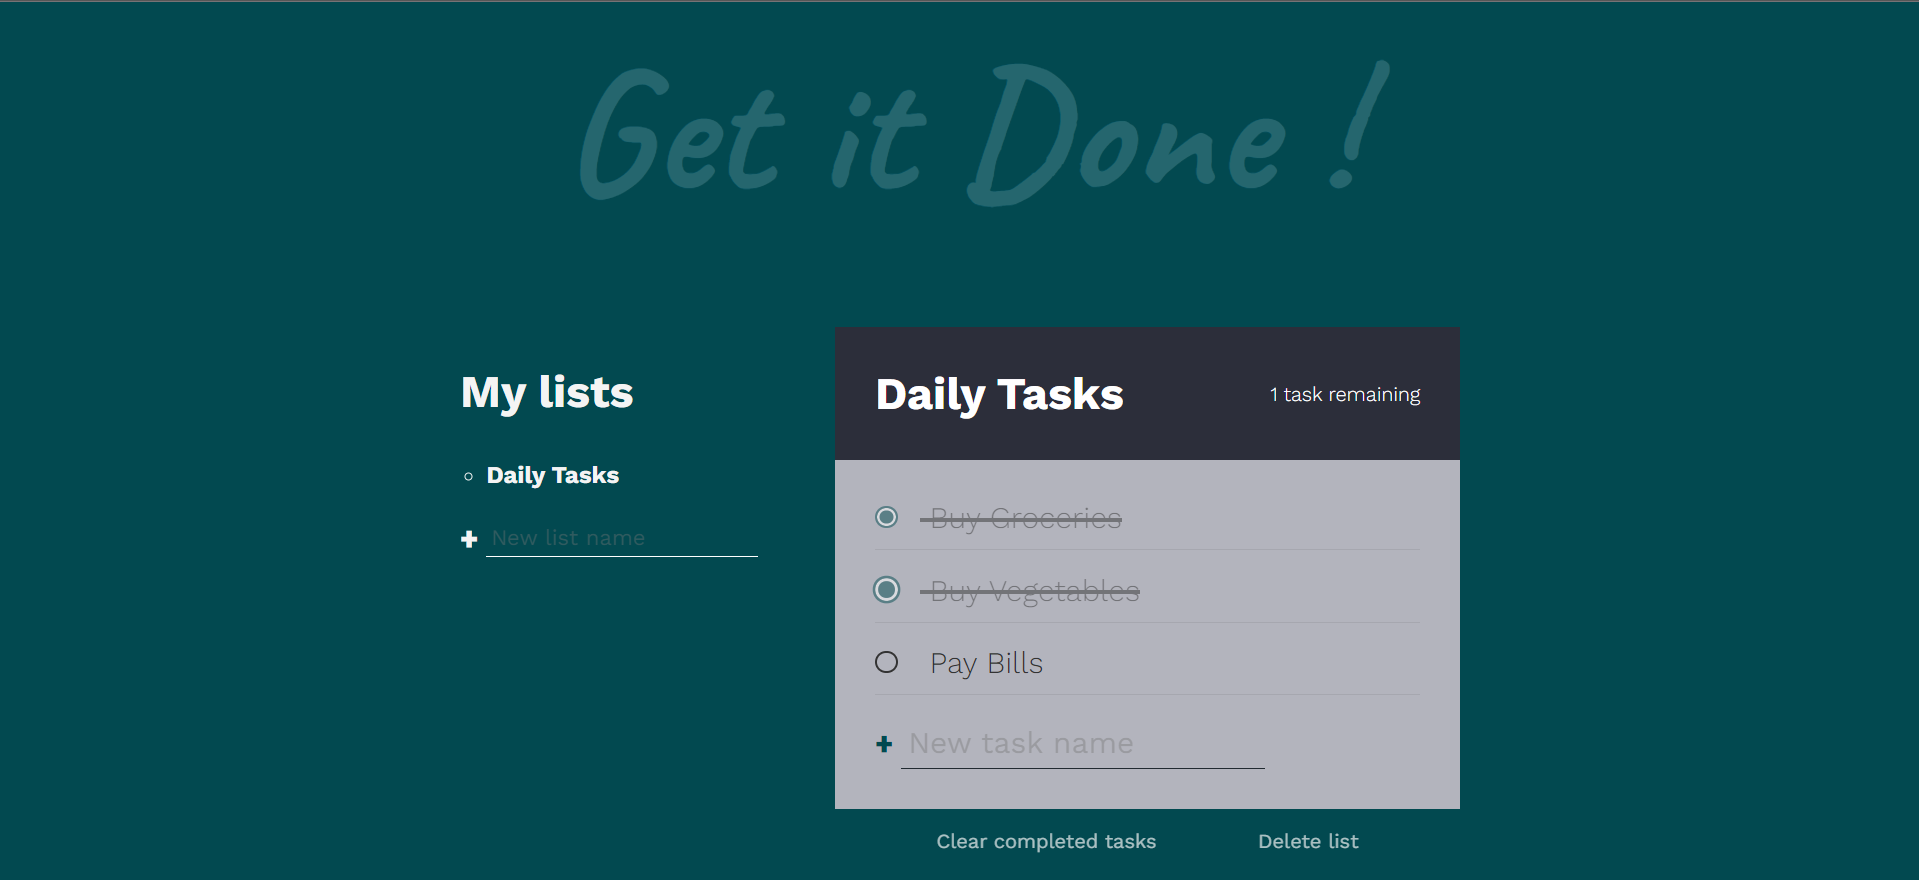 Get it Done !
My lists
Daily Tasks
New list name
Daily Tasks
1 task remaining
Buy Groceries
Buy Vegetables
Pay Bills
New task name
Clear completed tasks
Delete list